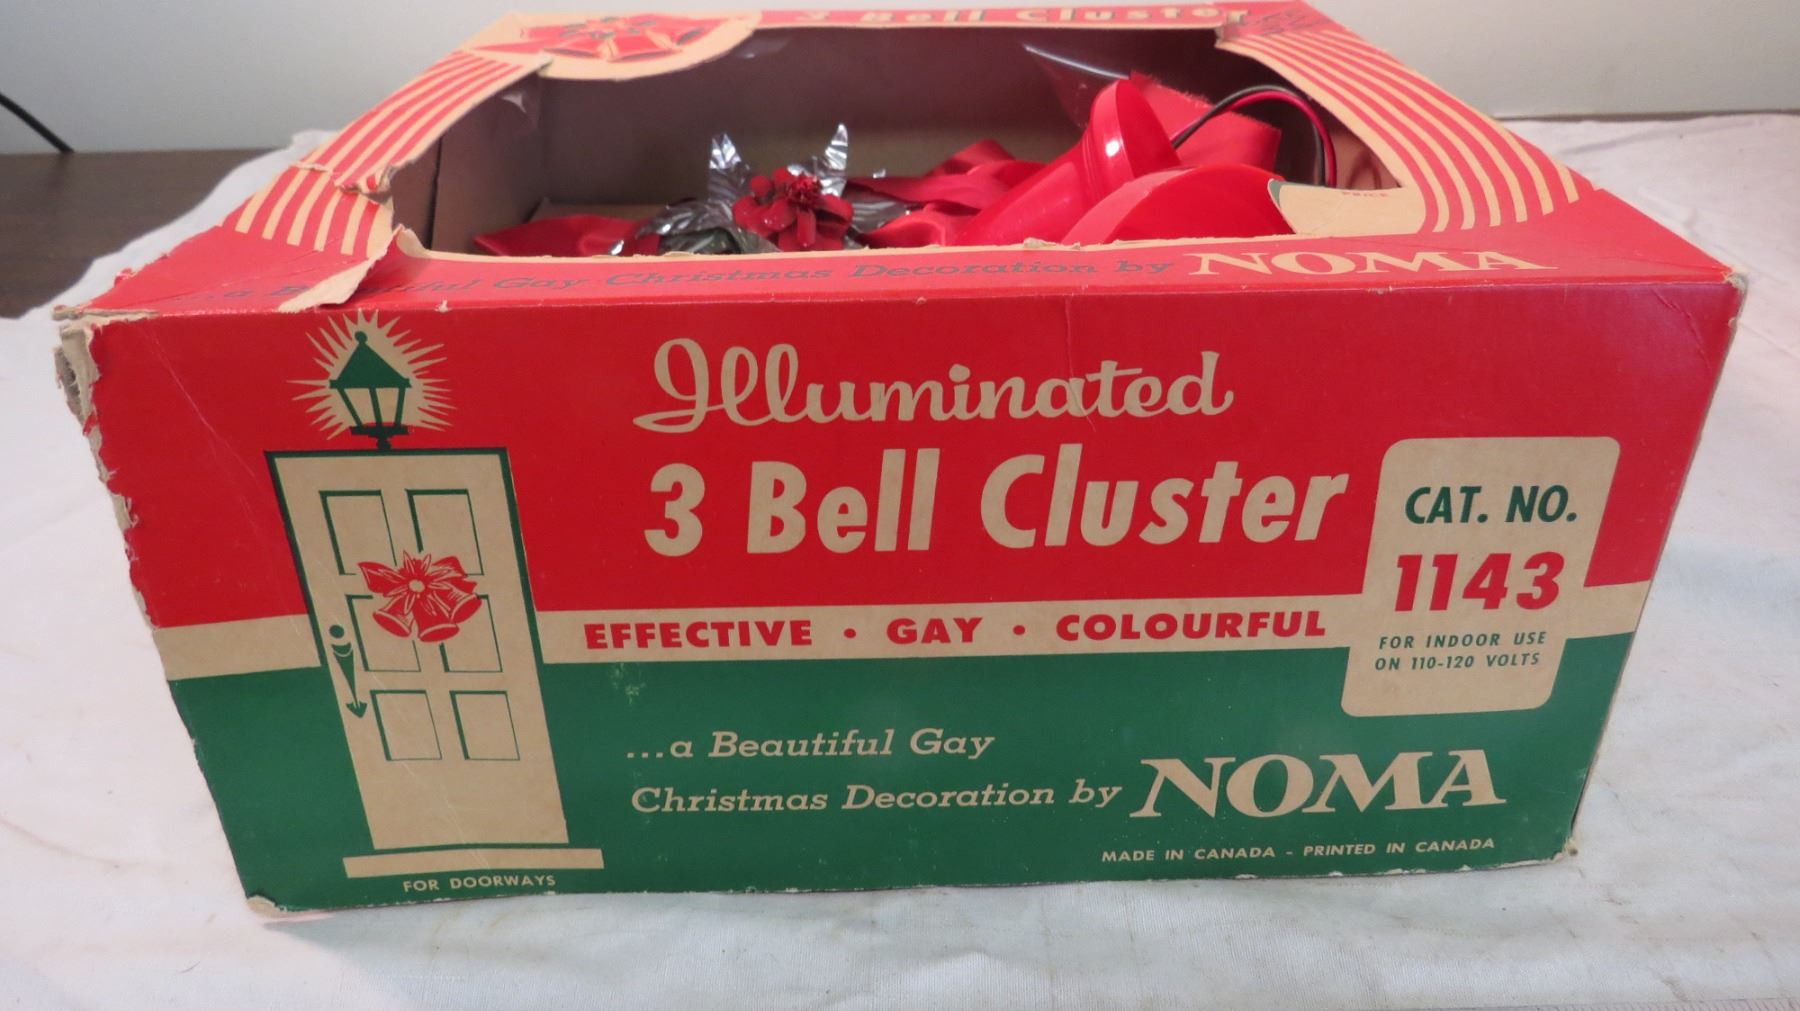 3 Bell Cluster
PRICE
...a Beautiful Gay Christmas Decoration by NOMA
Illuminated
3 Bell Cluster
CAT. NO.
1143
FOR INDOOR USE
ON 110-120 VOLTS
EFFECTIVE • GAY • COLOURFUL
...a Beautiful Gay
Christmas Decoration by NOMA
MADE IN CANADA - PRINTED IN CANADA
FOR DOORWAYS